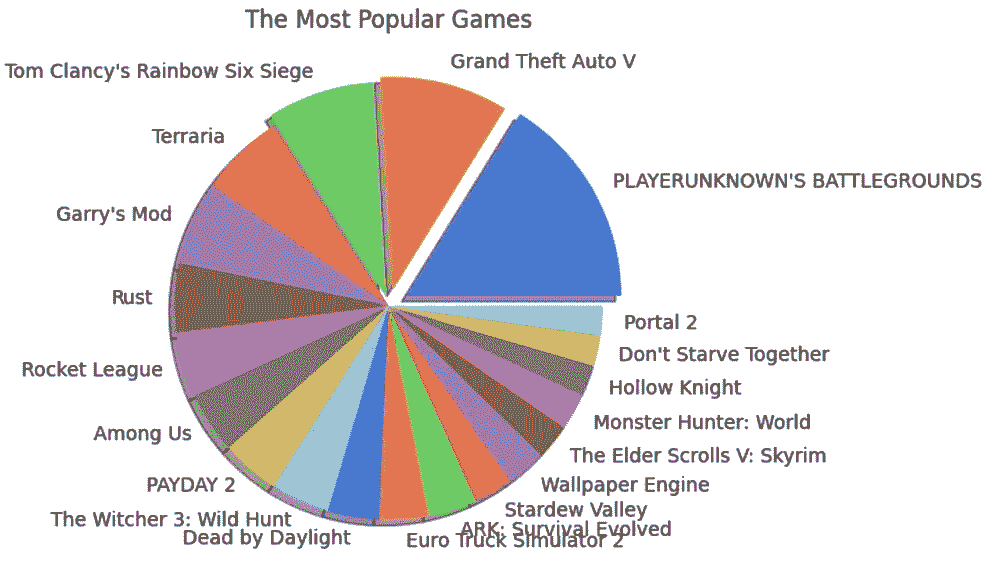 The Most Popular Games
Grand Theft Auto V
Tom Clancy's Rainbow Six Siege
Terraria
PLAYERUNKNOWN'S BATTLEGROUNDS
Garry's Mod
Rust
Portal 2
Don't Starve Together
Rocket League
Hollow Knight
Monster Hunter: World
Among Us
The Elder Scrolls V: Skyrim
PAYDAY 2
Wallpaper Engine
Stardew Valley
The Witcher 3: Wild Hunt
ARK: Survival Evolved
Dead by Daylight
Euro Truck Simulator 2